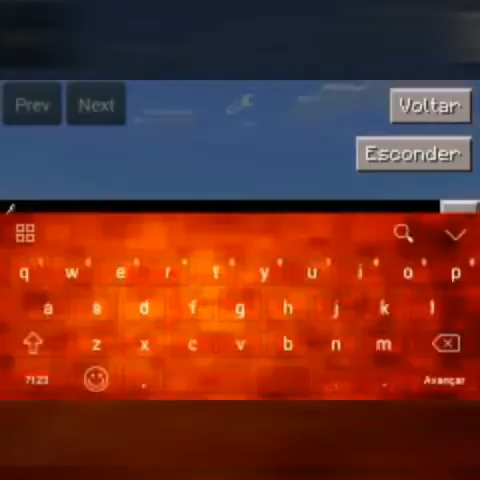 Prev Next Voltar
Esconder
/
q w e r t y u i o p
a s d f g h j k l
z x c v b n m
?123 . , . Avançar